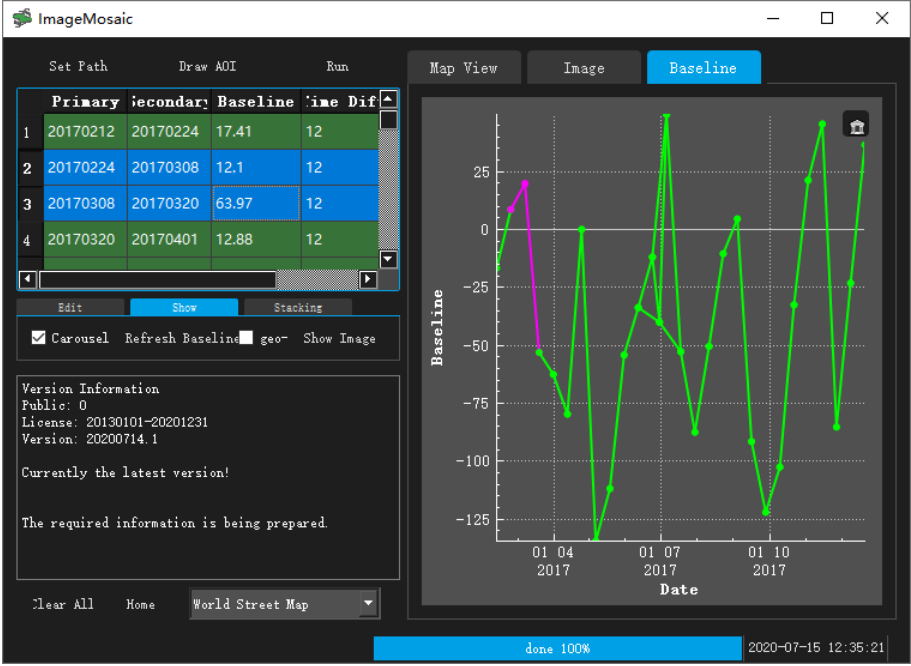 ImageMosaic
Set Path Draw AOI Run
Primary Secondary Baseline Time Dif
1 20170212 20170224 17.41 12
2 20170224 20170308 12.1 12
3 20170308 20170320 63.97 12
4 20170320 20170401 12.88 12
Edit Show Stacking
Carousel Refresh Baseline geo- Show Image
Version Information
Public: 0
License: 20130101-20201231
Version: 20200714.1
Currently the latest version!
The required information is being prepared.
Clear All Home World Street Map
Map View Image Baseline
25
0
-25
-50
-75
-100
-125
Baseline
01 04 01 07 01 10
2017 2017 2017
Date
done 100% 2020-07-15 12:35:21